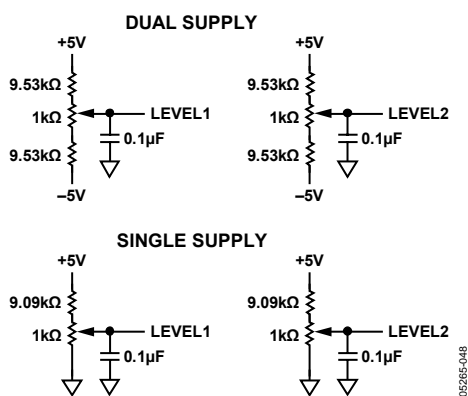 DUAL SUPPLY
+5V
9.53kΩ
1kΩ
LEVEL1
0.1µF
9.53kΩ
–5V
+5V
9.53kΩ
1kΩ
LEVEL2
0.1µF
9.53kΩ
–5V
SINGLE SUPPLY
+5V
9.09kΩ
1kΩ
LEVEL1
0.1µF
+5V
9.09kΩ
1kΩ
LEVEL2
0.1µF
05265-048